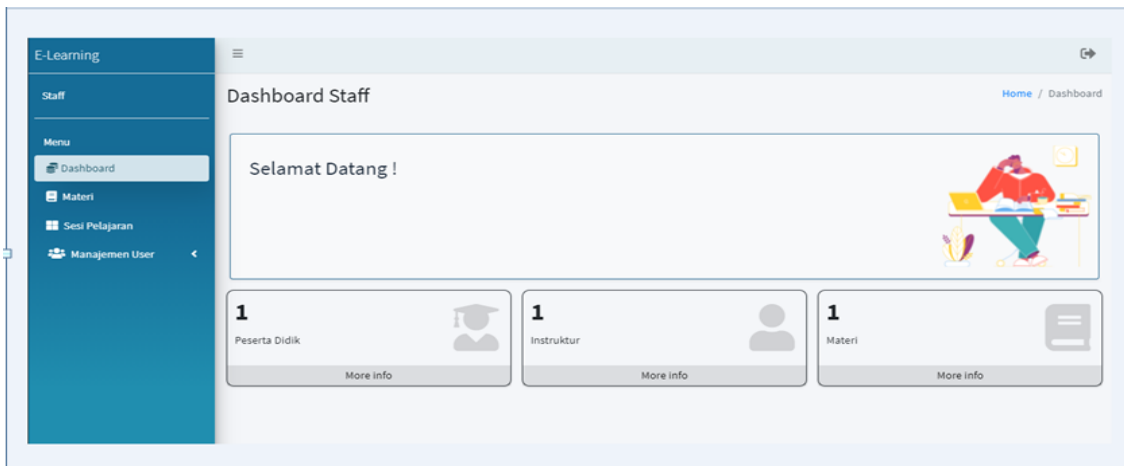 E-Learning
Staff
Menu
Dashboard
Materi
Sesi Pelajaran
Manajemen User
Dashboard Staff
Home / Dashboard
Selamat Datang !
1
Peserta Didik
More info
1
Instruktur
More info
1
Materi
More info